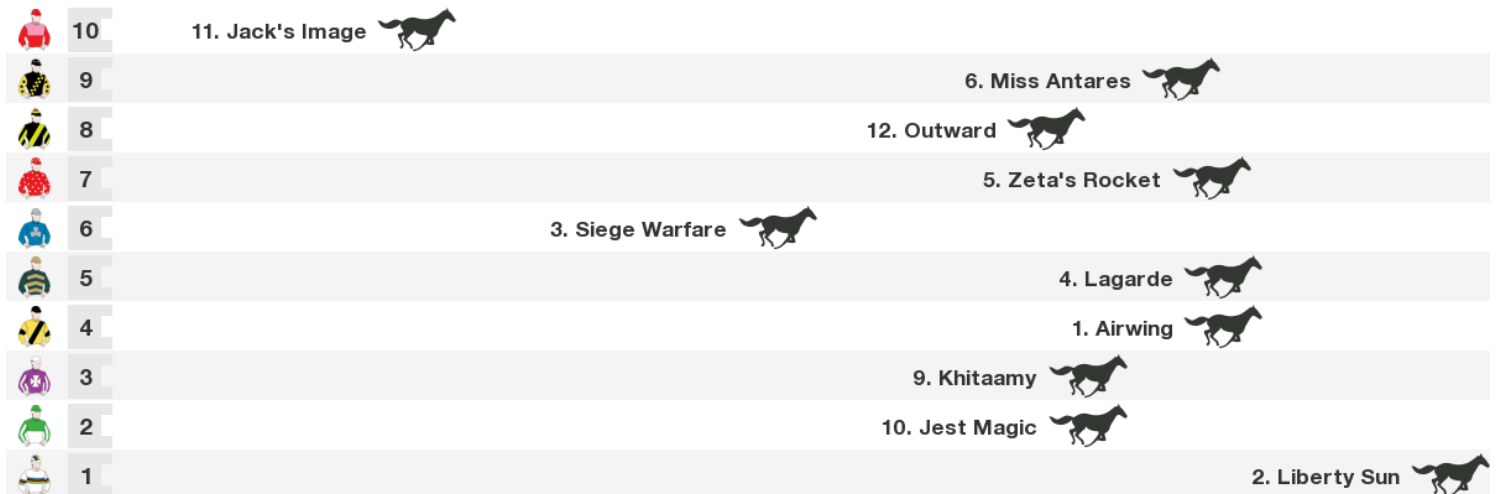 10 11. Jack's Image
9 6. Miss Antares
8 12. Outward
7 5. Zeta's Rocket
6 3. Siege Warfare
5 4. Lagarde
4 1. Airwing
3 9. Khitaamy
2 10. Jest Magic
1 2. Liberty Sun